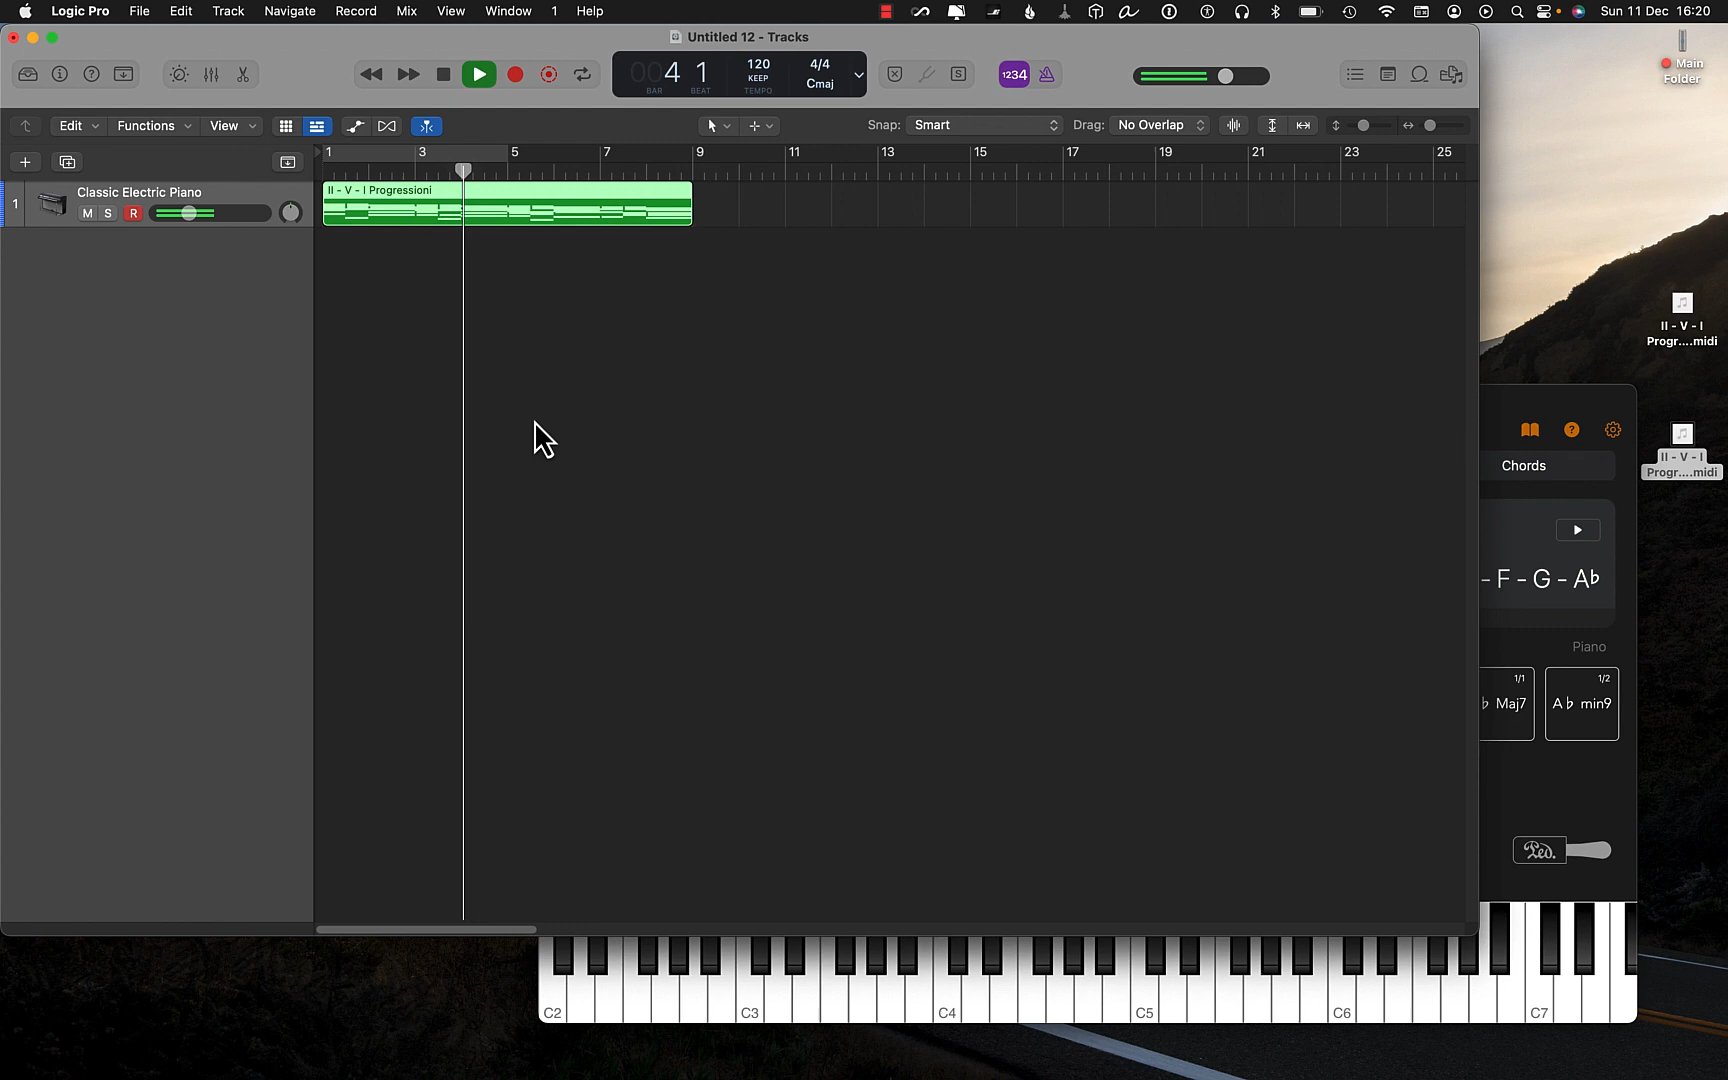 Logic Pro File Edit Track Navigate Record Mix View Window 1 Help Sun 11 Dec 16:20
Untitled 12 - Tracks
004 1 120 KEEP 4/4 Cmaj
BAR BEAT TEMPO
1234
S
Edit Functions View Snap: Smart Drag: No Overlap
1 3 5 7 9 11 13 15 17 19 21 23 25
1 Classic Electric Piano
M S R
II - V - I Progressioni
Main
Folder
II - V - I
Progr....midi
II - V - I
Progr....midi
Chords
- F - G - A♭
Piano
1/1 1/2
♭ Maj7 A♭ min9
Ped.
C2 C3 C4 C5 C6 C7